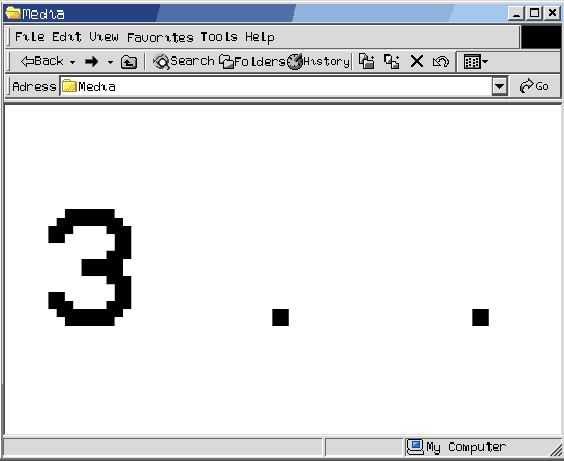 Media
File Edit View Favorites Tools Help
Back Search Folders History
Adress Media Go
3 . .
My Computer